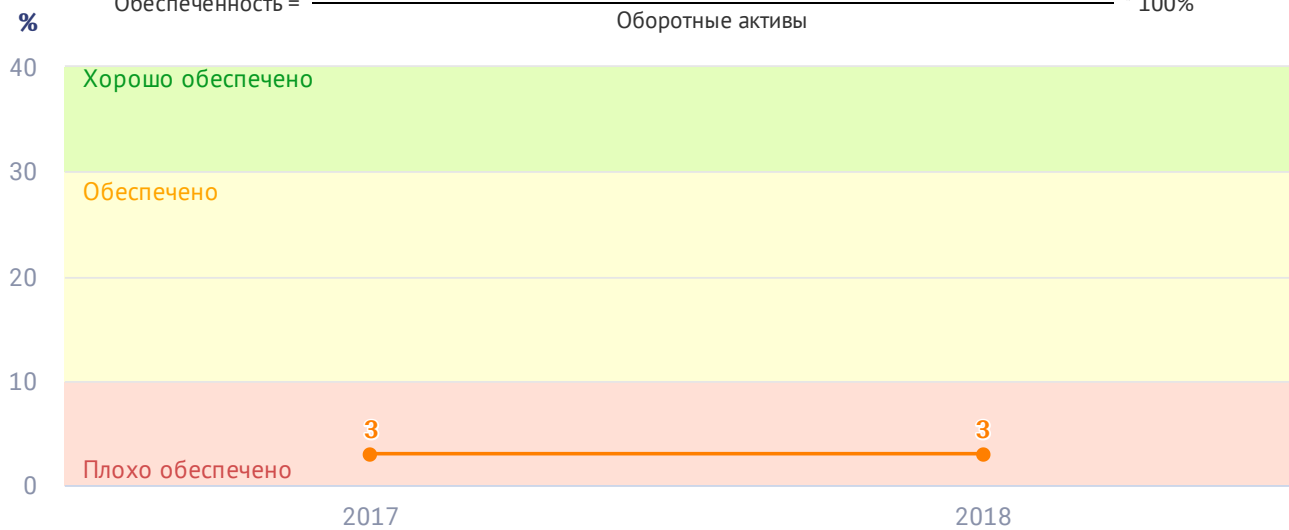 Обеспеченность =
* 100%
Оборотные активы
%
40
Хорошо обеспечено
30
Обеспечено
20
10
3 3
Плохо обеспечено
0
2017 2018